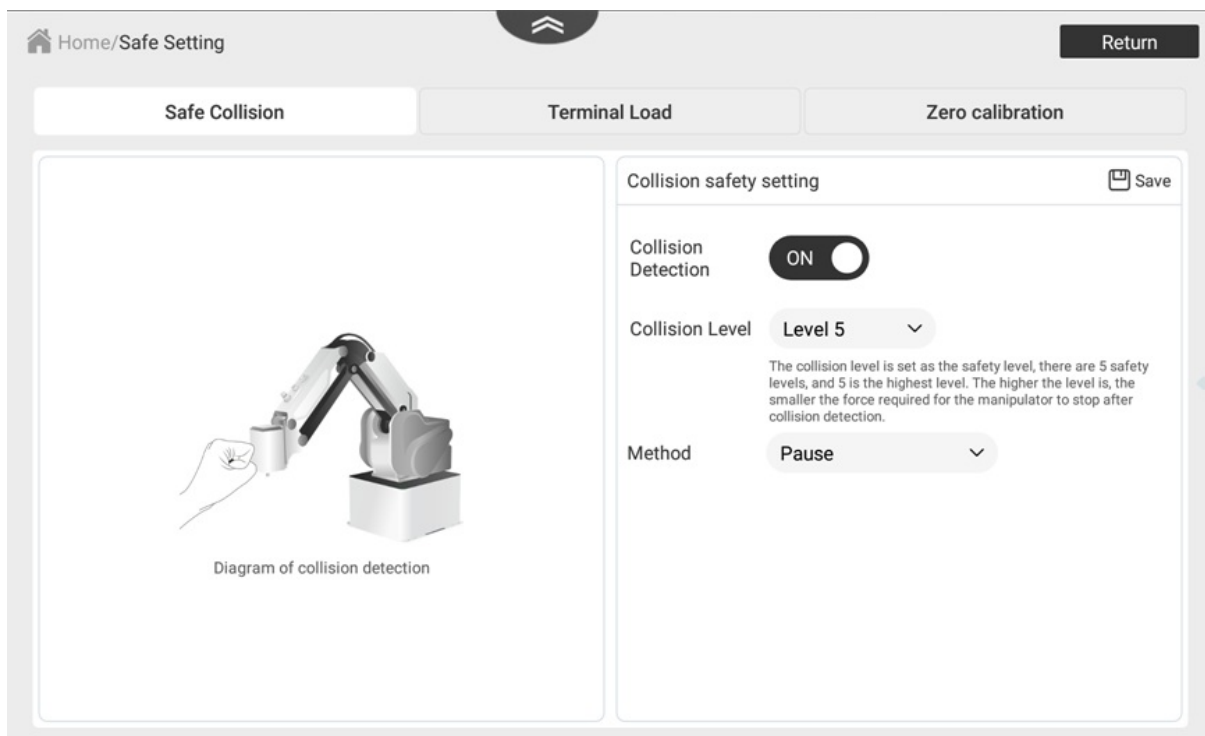 Home/Safe Setting
Return
Safe Collision
Terminal Load
Zero calibration
Collision safety setting
Save
Collision
Detection
ON
Collision Level
Level 5
The collision level is set as the safety level, there are 5 safety
levels, and 5 is the highest level. The higher the level is, the
smaller the force required for the manipulator to stop after
collision detection.
Method
Pause
Diagram of collision detection